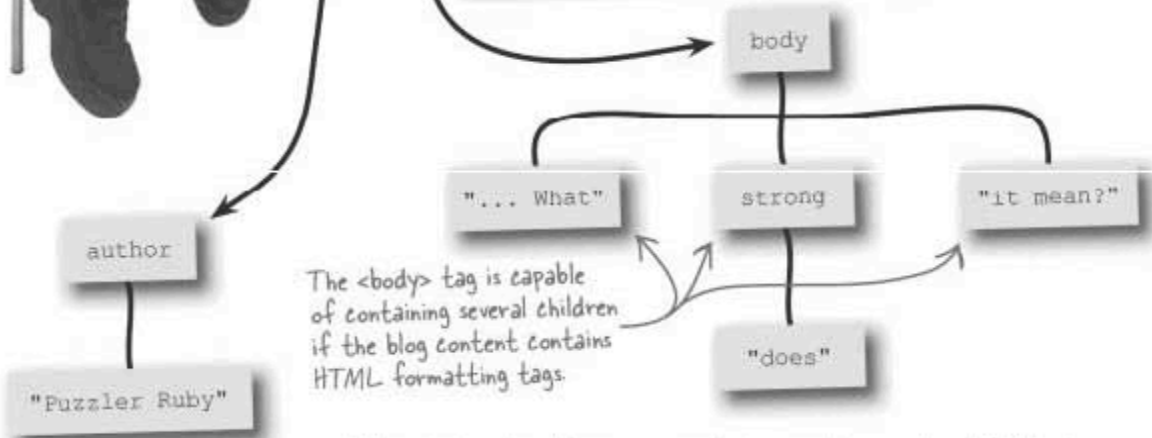 body
"... What"
strong
"it mean?"
author
The <body> tag is capable
of containing several children
if the blog content contains
HTML formatting tags.
"does"
"Puzzler Ruby"